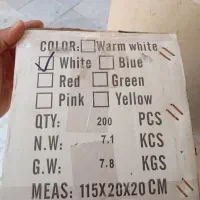 COLOR: Warm white
White Blue
Red Green
Pink Yellow
QTY: 200 PCS
N.W: 7.1 KCS
G.W: 7.8 KGS
MEAS: 115X20X20 CM